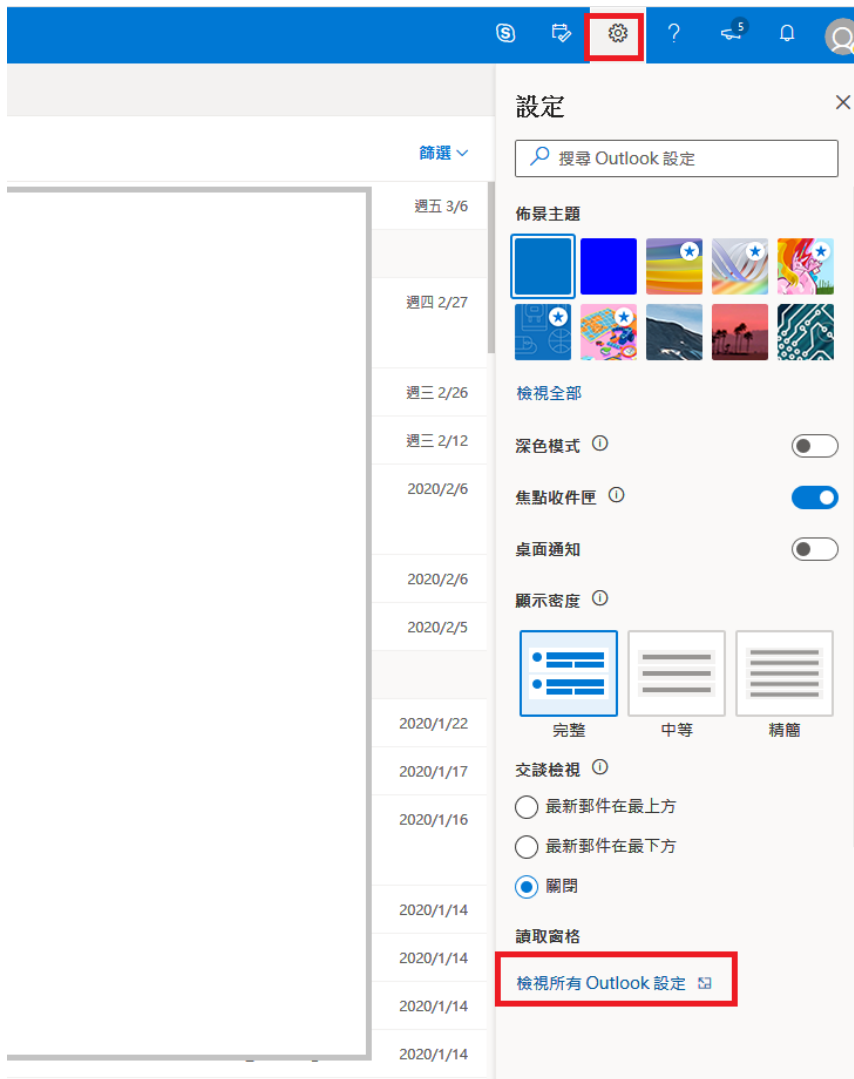 5
設定
搜尋 Outlook 設定
篩選
週五 3/6
週四 2/27
週三 2/26
週三 2/12
2020/2/6
2020/2/6
2020/2/5
2020/1/22
2020/1/17
2020/1/16
2020/1/14
2020/1/14
2020/1/14
2020/1/14
佈景主題
檢視全部
深色模式
焦點收件匣
桌面通知
顯示密度
完整 中等 精簡
交談檢視
最新郵件在最上方
最新郵件在最下方
關閉
讀取窗格
檢視所有 Outlook 設定